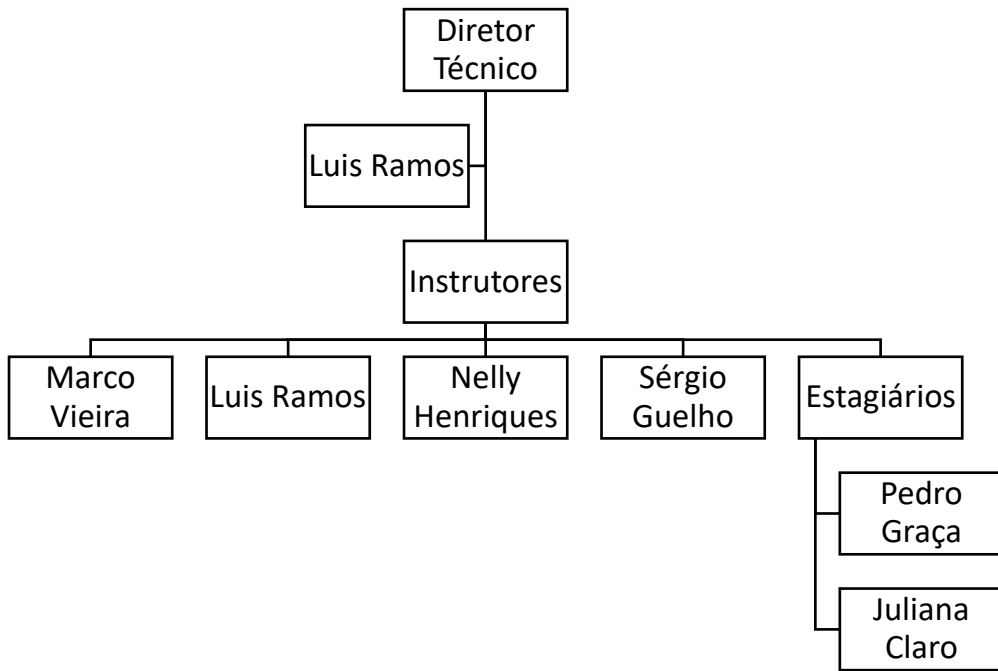 Diretor
Técnico
Luis Ramos
Instrutores
Marco
Vieira
Luis Ramos
Nelly
Henriques
Sérgio
Guelho
Estagiários
Pedro
Graça
Juliana
Claro